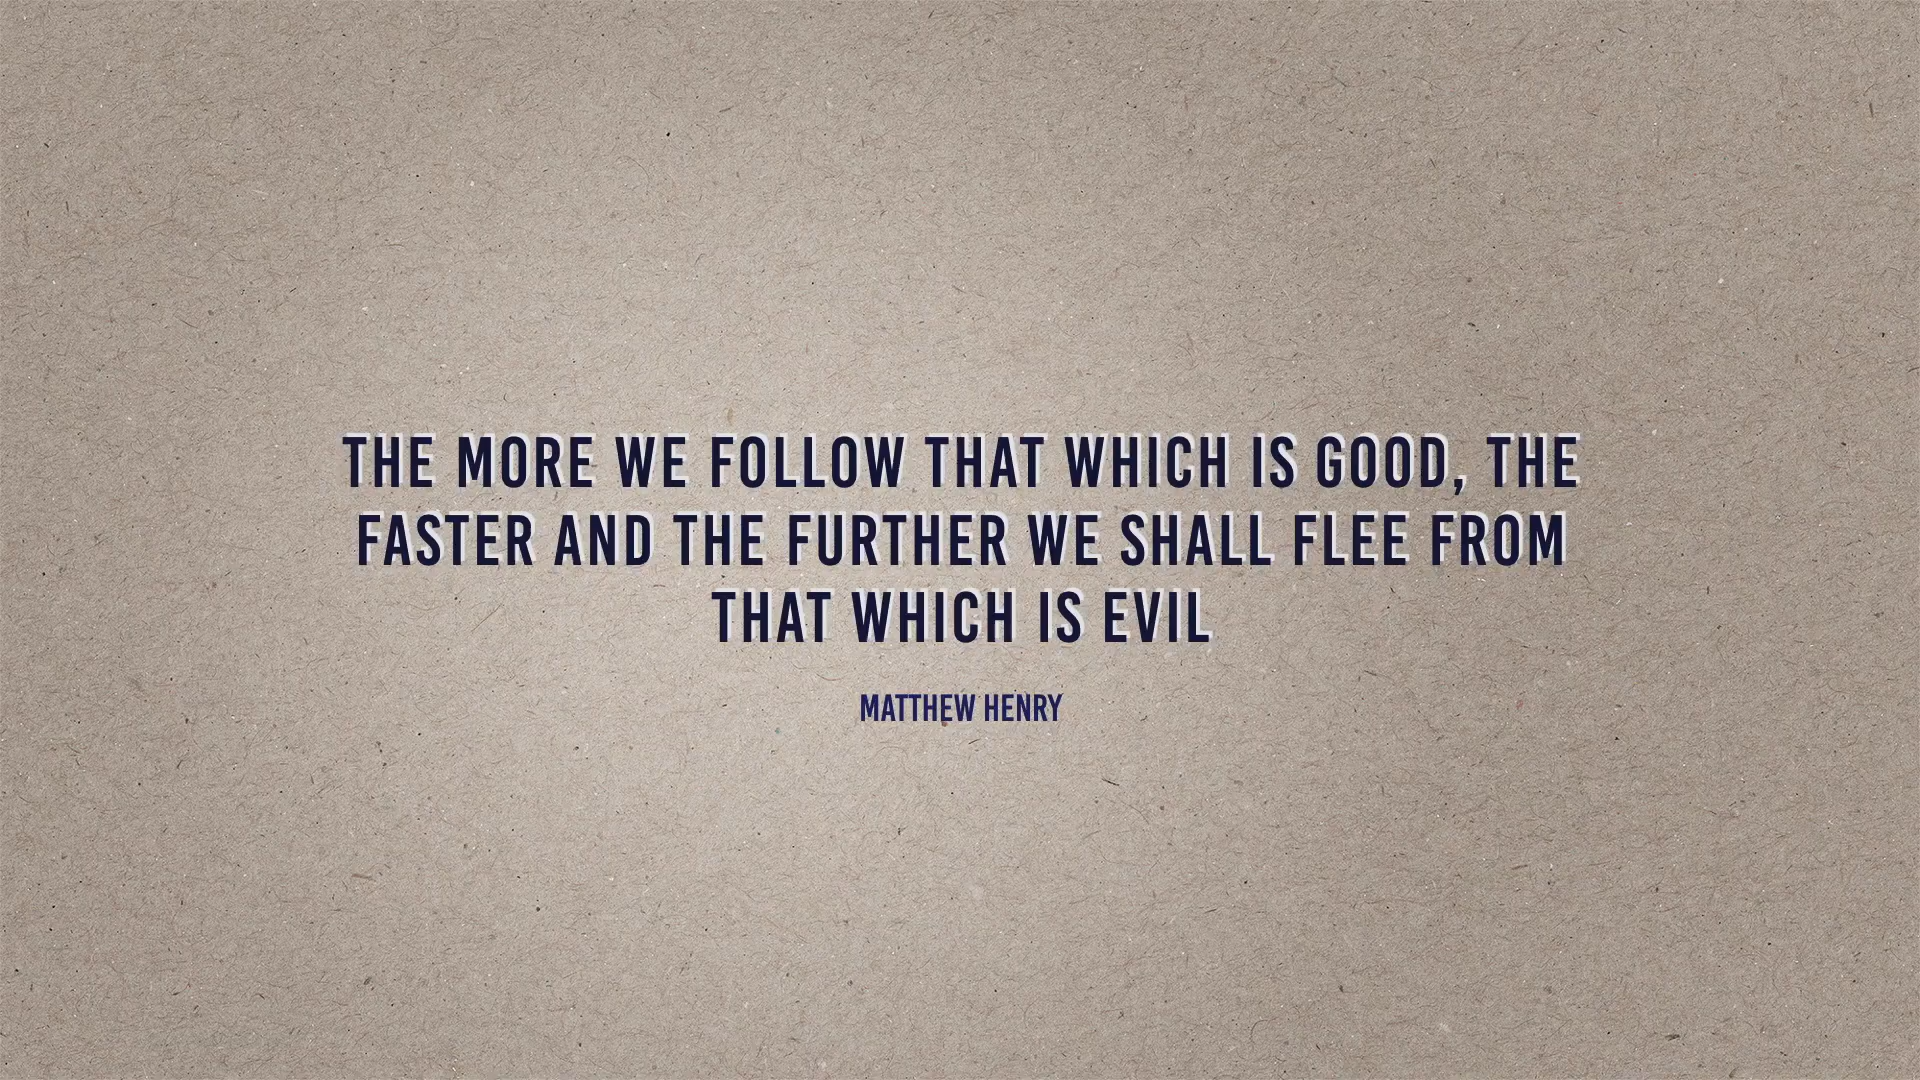 THE MORE WE FOLLOW THAT WHICH IS GOOD, THE
FASTER AND THE FURTHER WE SHALL FLEE FROM
THAT WHICH IS EVIL
MATTHEW HENRY